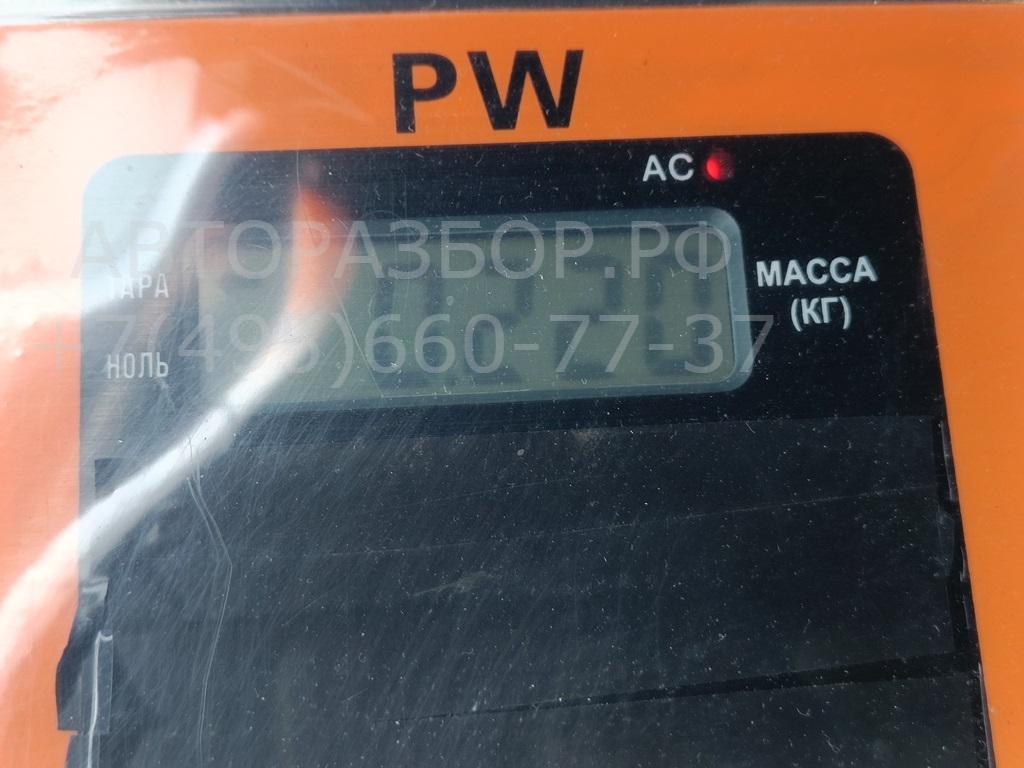 PW
AC
АВТОРАЗБОР.РФ
ТАРА
МАССА
(КГ)
+7(495)660-77-37
НОЛЬ